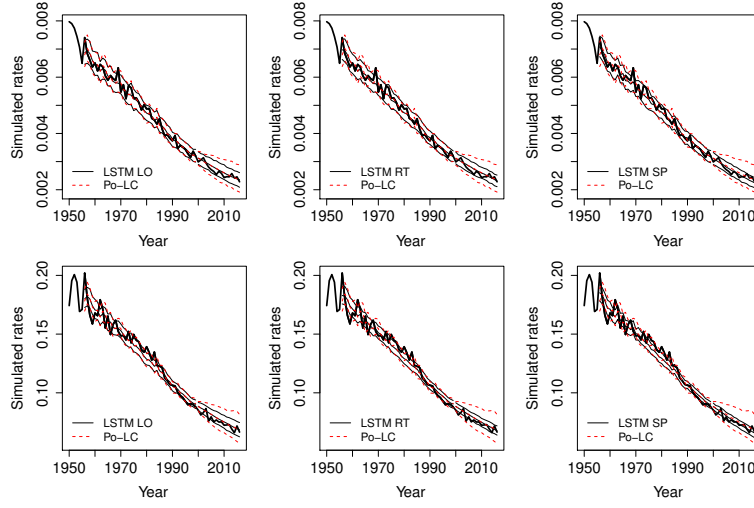 0.008
0.006
0.004
0.002
Simulated rates
LSTM LO
Po-LC
1950 1970 1990 2010
Year
0.008
0.006
0.004
0.002
Simulated rates
LSTM RT
Po-LC
1950 1970 1990 2010
Year
0.008
0.006
0.004
0.002
Simulated rates
LSTM SP
Po-LC
1950 1970 1990 2010
Year
0.20
0.15
0.10
Simulated rates
LSTM LO
Po-LC
1950 1970 1990 2010
Year
0.20
0.15
0.10
Simulated rates
LSTM RT
Po-LC
1950 1970 1990 2010
Year
0.20
0.15
0.10
Simulated rates
LSTM SP
Po-LC
1950 1970 1990 2010
Year